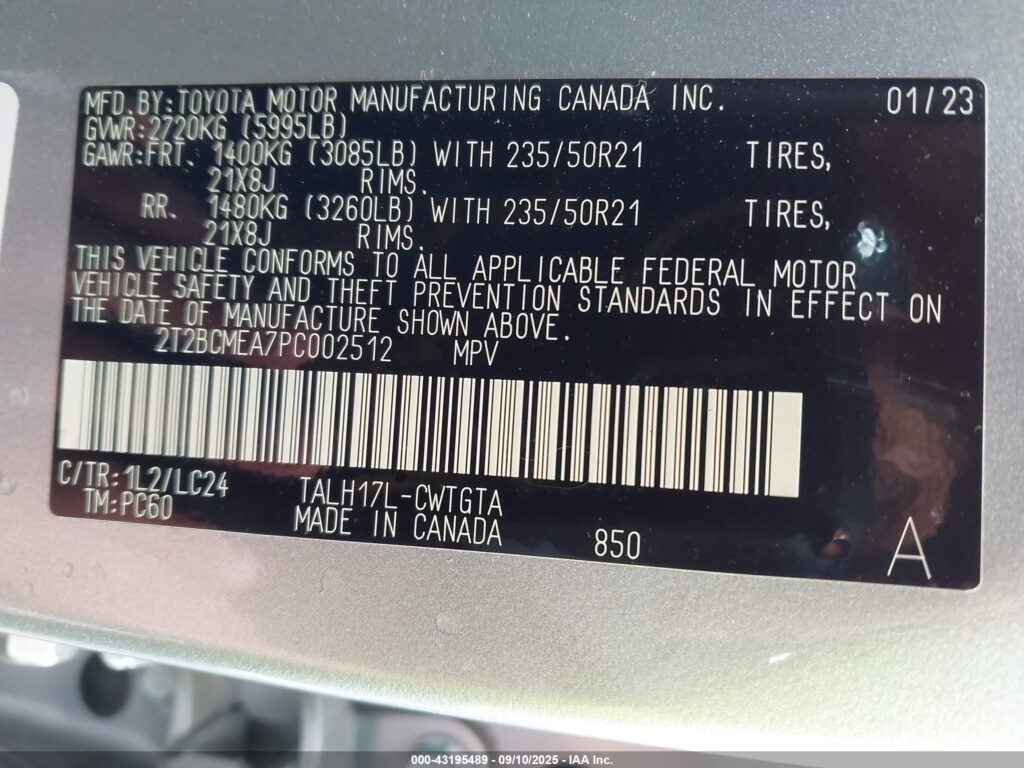 MFD. BY: TOYOTA MOTOR MANUFACTURING CANADA INC. 01/23
GVWR: 2720KG (5995LB)
GAWR: FRT. 1400KG (3085LB) WITH 235/50R21 TIRES,
21X8J RIMS.
RR. 1480KG (3260LB) WITH 235/50R21 TIRES,
21X8J RIMS.
THIS VEHICLE CONFORMS TO ALL APPLICABLE FEDERAL MOTOR
VEHICLE SAFETY AND THEFT PREVENTION STANDARDS IN EFFECT ON
THE DATE OF MANUFACTURE SHOWN ABOVE.
2T2BCMEA7PC002512 MPV
C/TR: 1L2/LC24 TALH17L-CWTGTA
TM: PC60 MADE IN CANADA 850 A
000-43195489 - 09/10/2025 - IAA Inc.